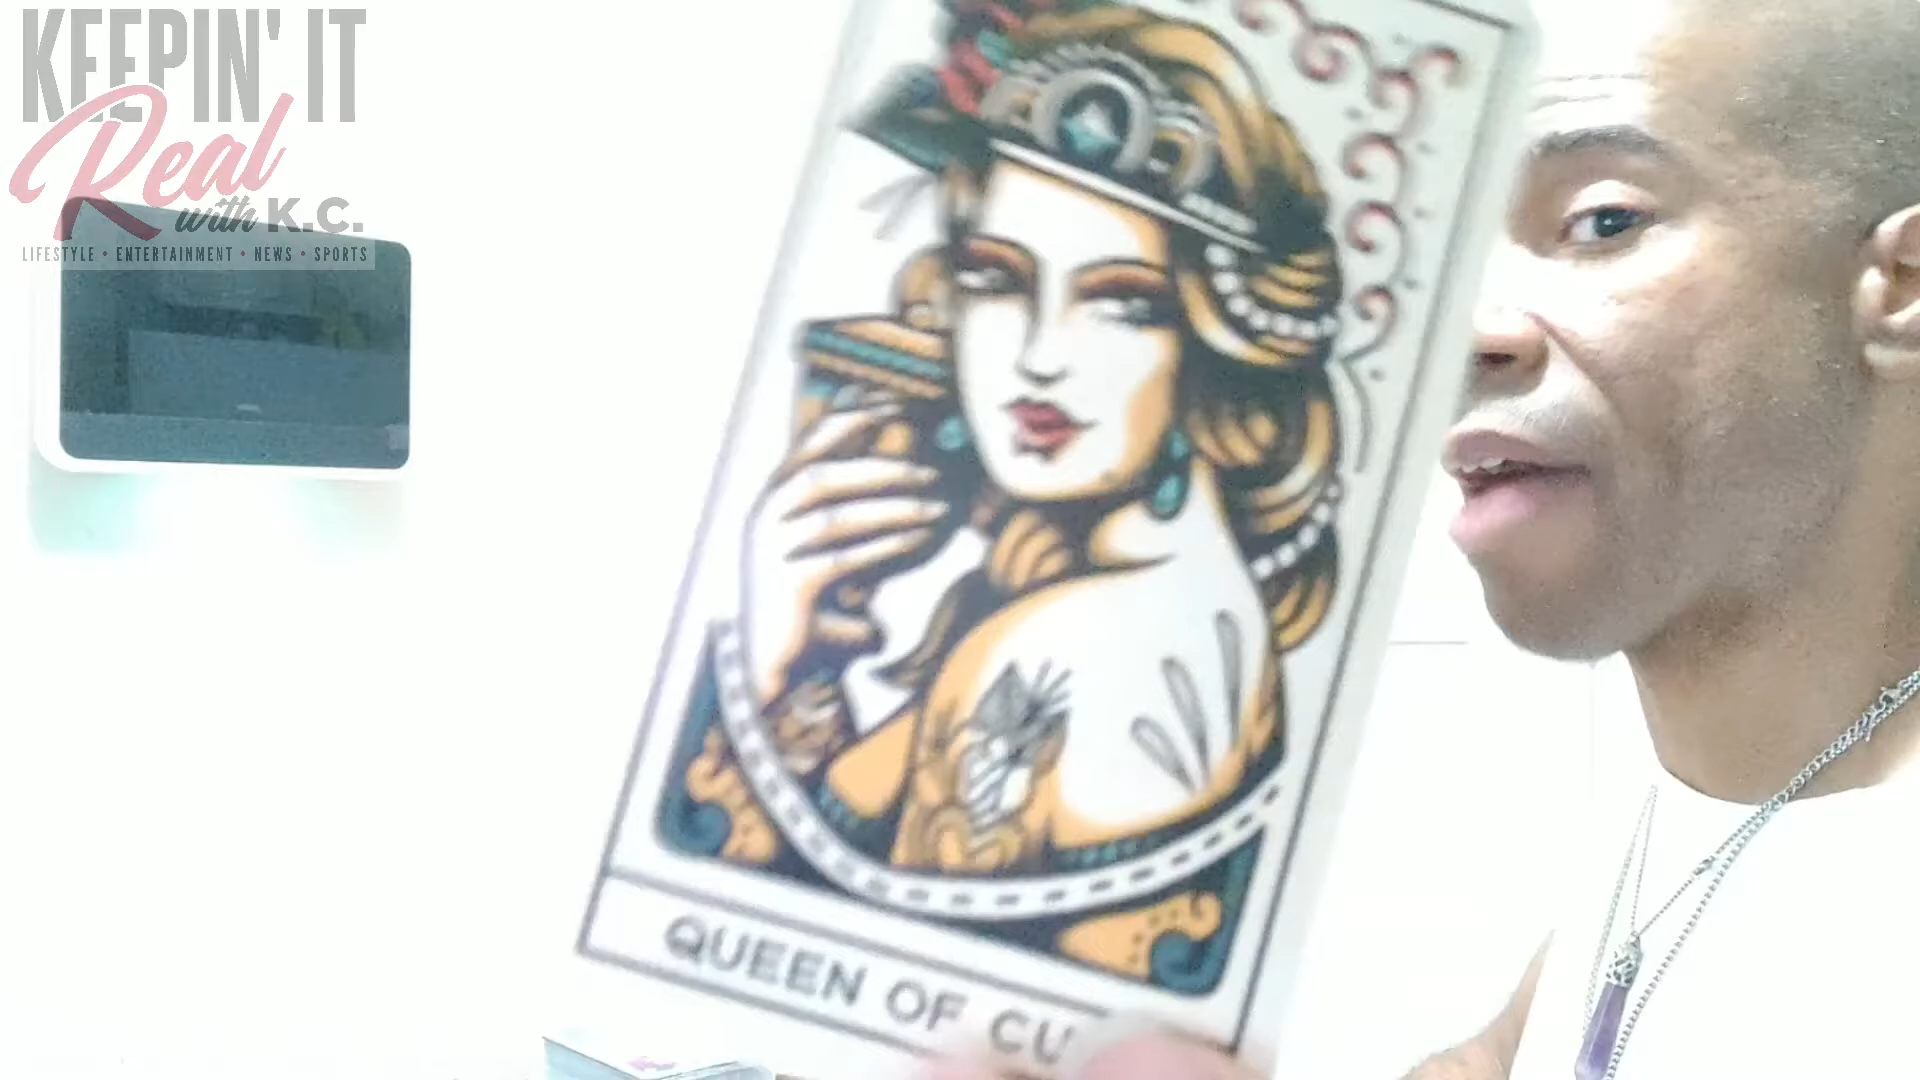 KEEPIN' IT
Real
with K.C.
LIFESTYLE • ENTERTAINMENT • NEWS • SPORTS
QUEEN OF CU